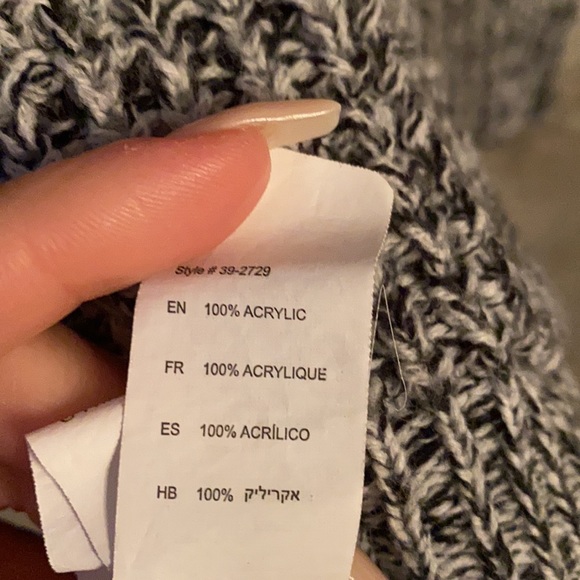 Style # 39-2729
EN 100% ACRYLIC
FR 100% ACRYLIQUE
ES 100% ACRÍLICO
HB 100% אקריליק